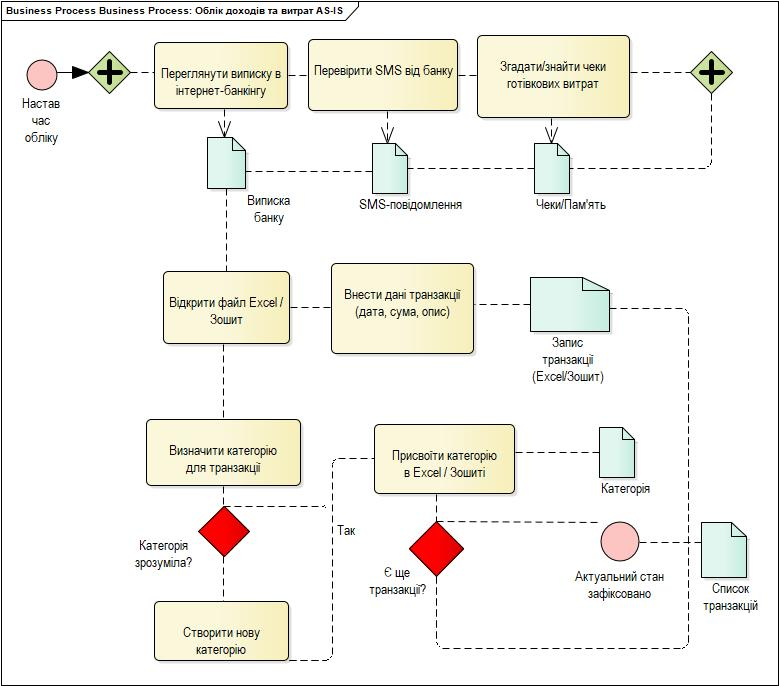 Business Process Business Process: Облік доходів та витрат AS-IS
Настав
час
обліку
Переглянути виписку в
інтернет-банкінгу
Перевірити SMS від банку
Згадати/знайти чеки
готівкових витрат
Виписка
банку
SMS-повідомлення
Чеки/Пам'ять
Відкрити файл Excel /
Зошит
Внести дані транзакції
(дата, сума, опис)
Запис
транзакції
(Excel/Зошит)
Визначити категорію
для транзакції
Присвоїти категорію
в Excel / Зошиті
Категорія
Категорія
зрозуміла?
Так
Є ще
транзакції?
Актуальний стан
зафіксовано
Список
транзакцій
Створити нову
категорію